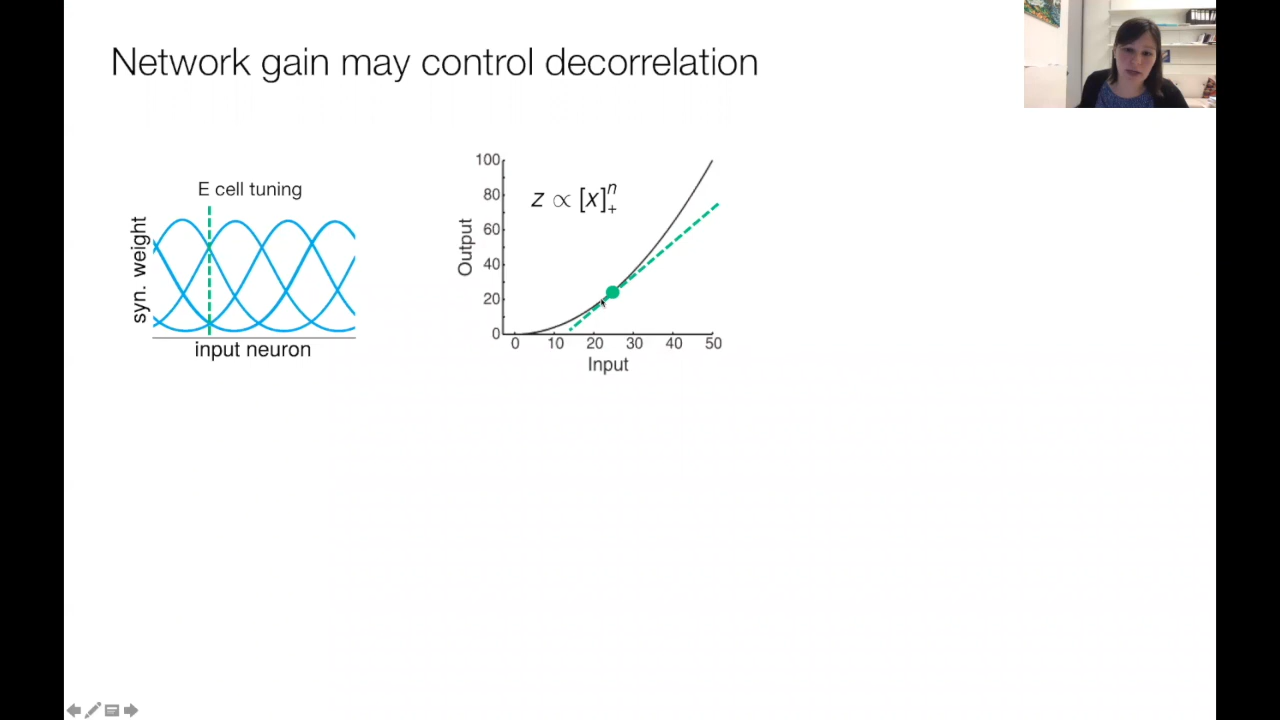 Network gain may control decorrelation
E cell tuning
syn. weight
input neuron
z ∝ [x]₊ⁿ
Output
100
80
60
40
20
0
0 10 20 30 40 50
Input